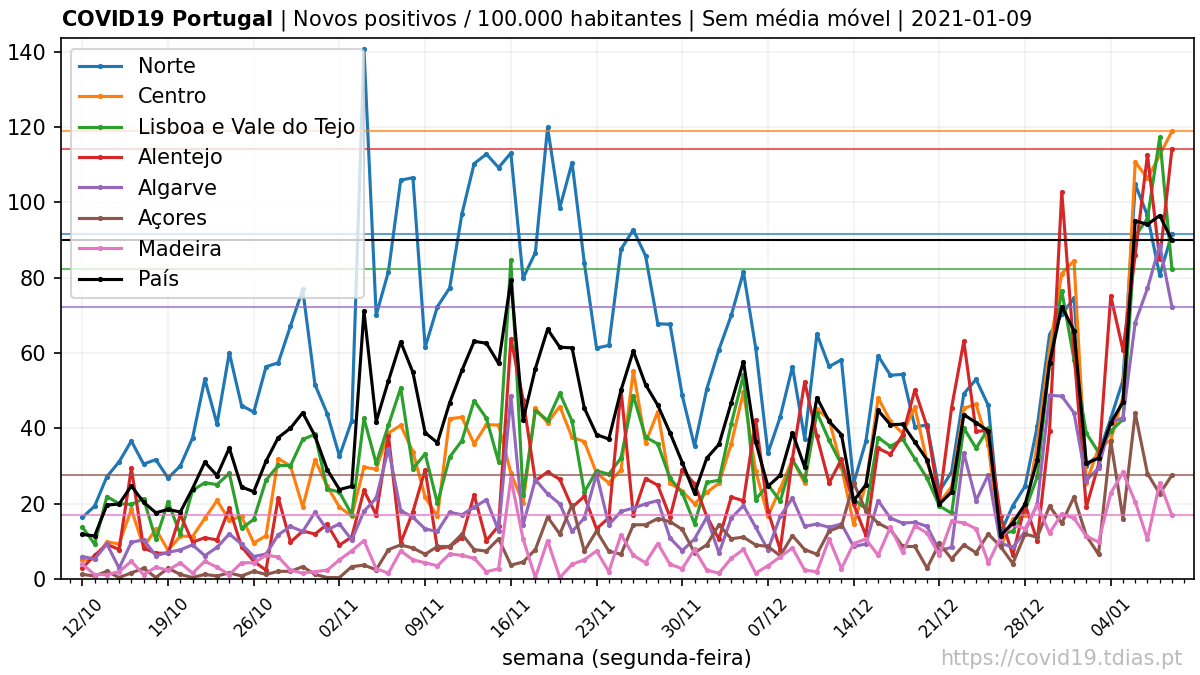 COVID19 Portugal | Novos positivos / 100.000 habitantes | Sem média móvel | 2021-01-09
140
120
100
80
60
40
20
0
Norte
Centro
Lisboa e Vale do Tejo
Alentejo
Algarve
Açores
Madeira
País
12/10
19/10
26/10
02/11
09/11
16/11
23/11
30/11
07/12
14/12
21/12
28/12
04/01
semana (segunda-feira)
https://covid19.tdias.pt